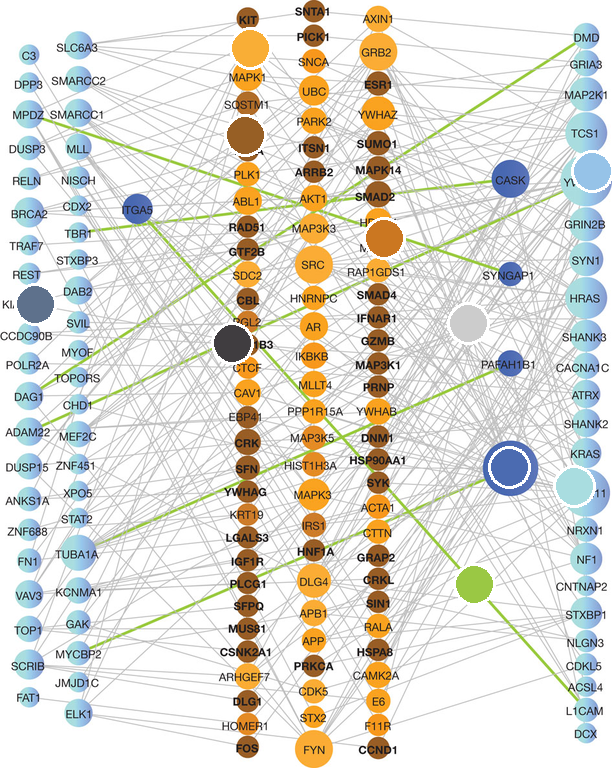 C3
DPP3
MPDZ
DUSP3
RELN
BRCA2
TRAF7
REST
CCDC90B
POLR2A
DAG1
ADAM22
DUSP15
ANKS1A
ZNF688
FN1
VAV3
TOP1
SCRIB
FAT1
SLC6A3
SMARCC2
SMARCC1
MLL
NISCH
CDX2
TBR1
STXBP3
DAB2
SVIL
MYOF
TOPORS
CHD1
MEF2C
ZNF451
XPO5
STAT2
TUBA1A
KCNMA1
GAK
MYCBP2
JMJD1C
ELK1
ITGA5
KIT
MAPK1
SQSTM1
PLK1
ABL1
RAD51
GTF2B
SDC2
CBL
CTCF
CAV1
EBP41
CRK
SFN
YWHAG
KRT19
LGALS3
IGF1R
PLCG1
SFPQ
MUS81
CSNK2A1
ARHGEF7
DLG1
HOMER1
FOS
SNTA1
PICK1
SNCA
UBC
PARK2
ITSN1
ARRB2
AKT1
MAP3K3
SRC
HNRNPC
AR
IKBKB
MLLT4
PPP1R15A
MAP3K5
HIST1H3A
MAPK3
IRS1
HNF1A
DLG4
APB1
APP
PRKCA
CDK5
STX2
FYN
AXIN1
GRB2
ESR1
YWHAZ
SUMO1
MAPK14
SMAD2
RAP1GDS1
SMAD4
IFNAR1
GZMB
MAP3K1
PRNP
YWHAB
DNM1
HSP90AA1
SYK
ACTA1
CTTN
GRAP2
CRKL
SIN1
RALA
HSPA8
CAMK2A
E6
F11R
CCND1
CASK
SYNGAP1
PAFAH1B1
DMD
GRIA3
MAP2K1
TCS1
GRIN2B
SYN1
HRAS
SHANK3
CACNA1C
ATRX
SHANK2
KRAS
NRXN1
NF1
CNTNAP2
STXBP1
NLGN3
CDKL5
ACSL4
L1CAM
DCX